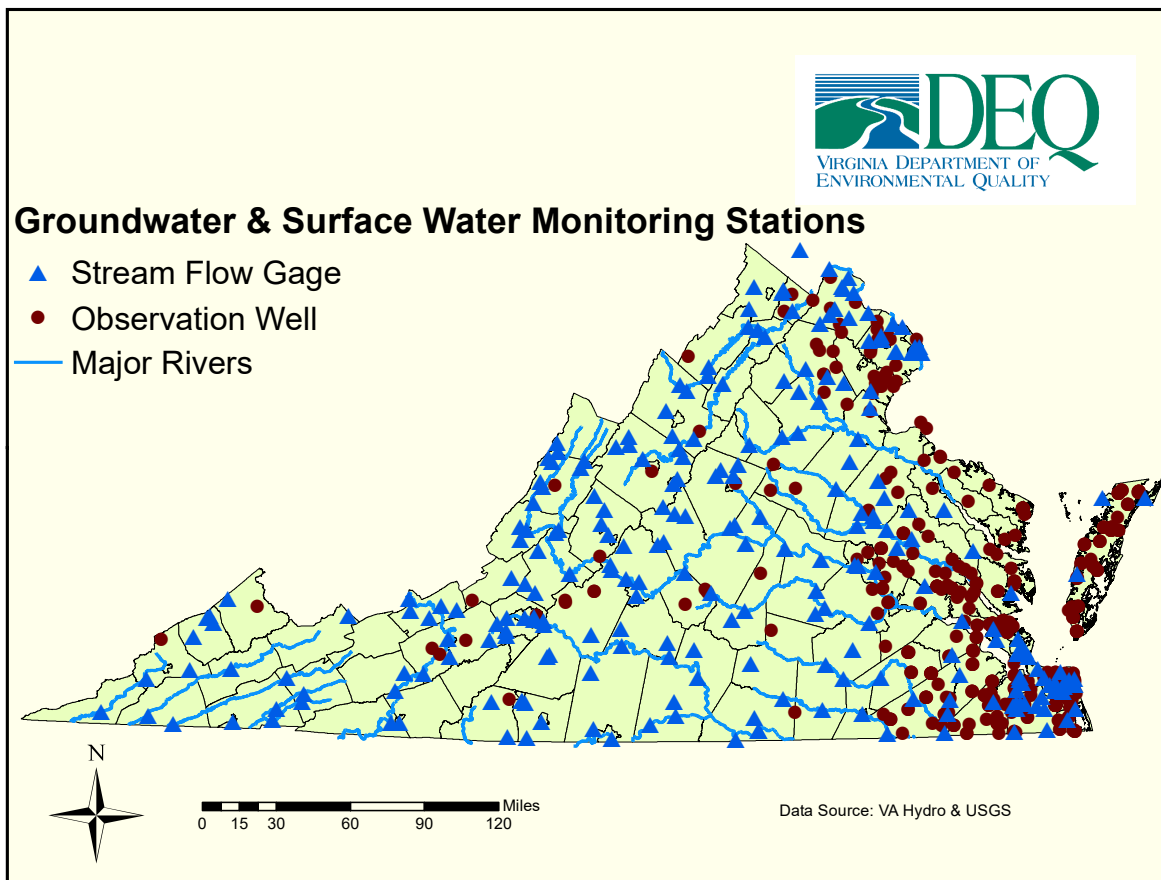 DEQ
VIRGINIA DEPARTMENT OF
ENVIRONMENTAL QUALITY
Groundwater & Surface Water Monitoring Stations
Stream Flow Gage
Observation Well
Major Rivers
N
Miles
0 15 30 60 90 120
Data Source: VA Hydro & USGS